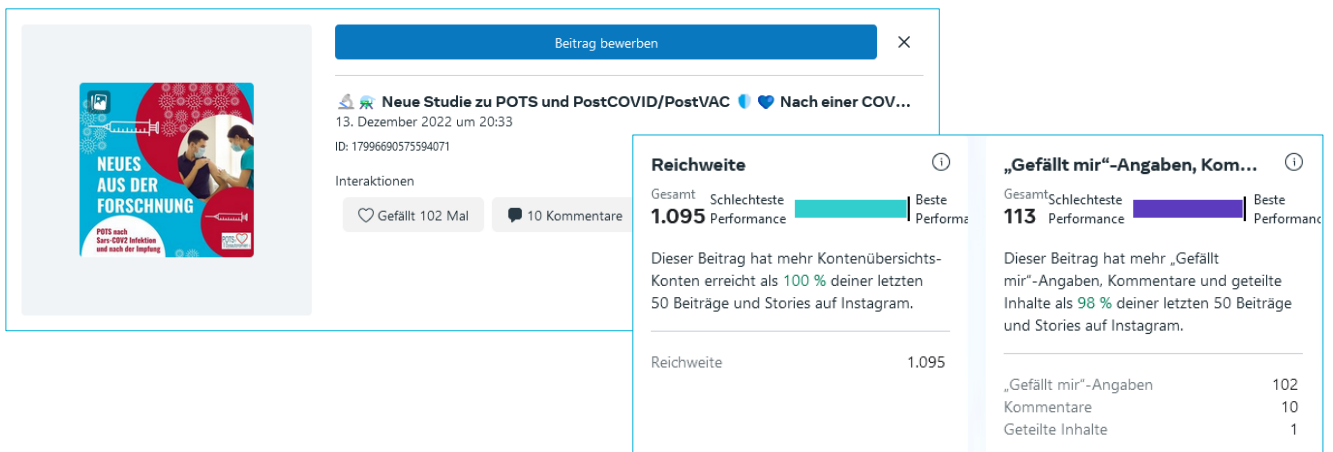 Beitrag bewerben
Neue Studie zu POTS und PostCOVID/PostVAC Nach einer COV...
13. Dezember 2022 um 20:33
ID: 17996690575594071
Interaktionen
Gefällt 102 Mal
10 Kommentare
NEUES
AUS DER
FORSCHNUNG
POTS nach
Sars-COV2 Infektion
und nach der Impfung
POTS
Reichweite
Gesamt
1.095
Schlechteste
Performance
Beste
Performa
Dieser Beitrag hat mehr Kontenübersichts-
Konten erreicht als 100 % deiner letzten
50 Beiträge und Stories auf Instagram.
Reichweite 1.095
„Gefällt mir“-Angaben, Kom...
Gesamt
113
Schlechteste
Performance
Beste
Performanc
Dieser Beitrag hat mehr „Gefällt
mir“-Angaben, Kommentare und geteilte
Inhalte als 98 % deiner letzten 50 Beiträge
und Stories auf Instagram.
„Gefällt mir“-Angaben 102
Kommentare 10
Geteilte Inhalte 1